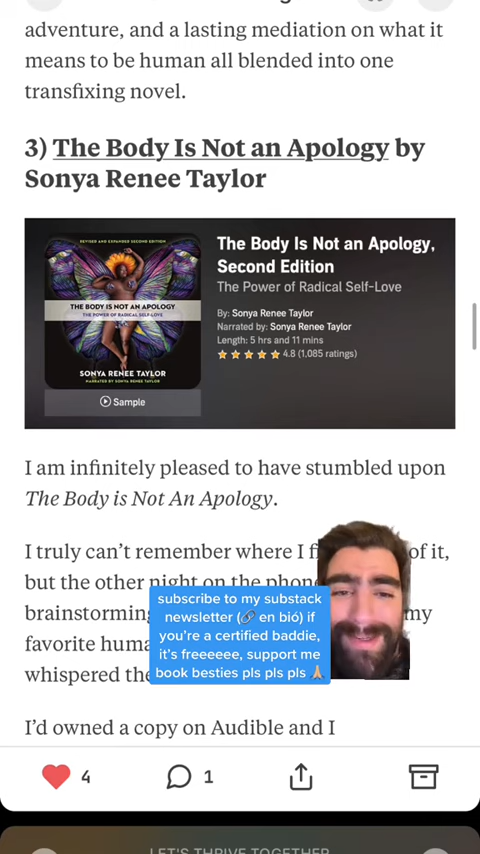 adventure, and a lasting mediation on what it
means to be human all blended into one
transfixing novel.
3) The Body Is Not an Apology by
Sonya Renee Taylor
REVISED AND EXPANDED SECOND EDITION
THE BODY IS NOT AN APOLOGY
THE POWER OF RADICAL SELF-LOVE
SONYA RENEE TAYLOR
NARRATED BY SONYA RENEE TAYLOR
Sample
The Body Is Not an Apology,
Second Edition
The Power of Radical Self-Love
By: Sonya Renee Taylor
Narrated by: Sonya Renee Taylor
Length: 5 hrs and 11 mins
4.8 (1,085 ratings)
I am infinitely pleased to have stumbled upon
The Body is Not An Apology.
I truly can't remember where I of it,
but the other night on the phone
brainstorming my
favorite
whispered
subscribe to my substack
newsletter (🔗 en bió) if
you're a certified baddie,
it's freeeeee, support me
book besties pls pls pls 🙏🏼
I'd owned a copy on Audible and I
4
1
LET'S THRIVE TOGETHER